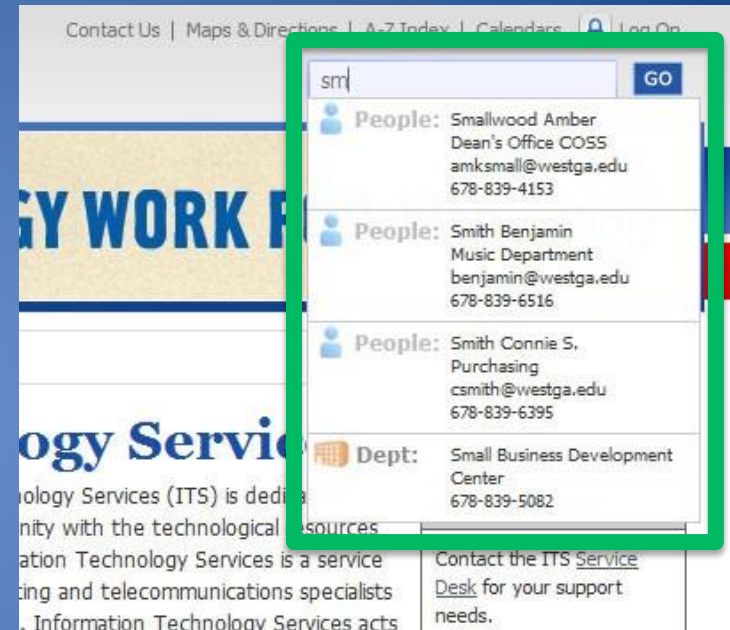 Contact Us | Maps & Directions | A-Z Index | Calendars Log On
sm GO
People: Smallwood Amber
Dean's Office COSS
amksmall@westga.edu
678-839-4153
GY WORK
People: Smith Benjamin
Music Department
benjamin@westga.edu
678-839-6516
People: Smith Connie S.
Purchasing
csmith@westga.edu
678-839-6395
ogy Servic
Dept: Small Business Development
Center
678-839-5082
nology Services (ITS) is
nity with the technological resources
ation Technology Services is a service
ting and telecommunications specialists
. Information Technology Services acts
Contact the ITS Service
Desk for your support
needs.